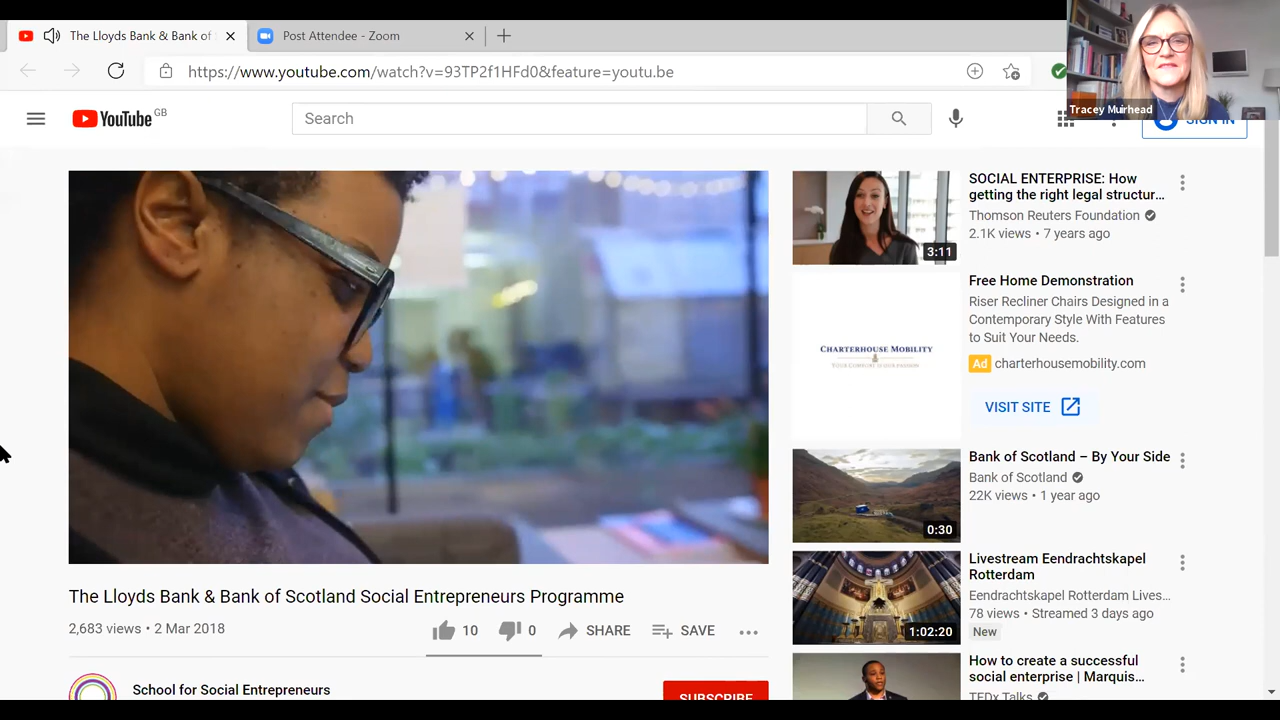 The Lloyds Bank & Bank of
Post Attendee - Zoom
https://www.youtube.com/watch?v=93TP2f1HFd0&feature=youtu.be
Tracey Muirhead
YouTube GB
Search
SIGN IN
SOCIAL ENTERPRISE: How
getting the right legal structur...
Thomson Reuters Foundation
2.1K views • 7 years ago
3:11
Free Home Demonstration
Riser Recliner Chairs Designed in a
Contemporary Style With Features
to Suit Your Needs.
CHARTERHOUSE MOBILITY
Ad charterhousemobility.com
VISIT SITE
Bank of Scotland – By Your Side
Bank of Scotland
22K views • 1 year ago
0:30
Livestream Eendrachtskapel
Rotterdam
Eendrachtskapel Rotterdam Lives...
78 views • Streamed 3 days ago
New
1:02:20
How to create a successful
social enterprise | Marquis...
TEDx Talks
The Lloyds Bank & Bank of Scotland Social Entrepreneurs Programme
2,683 views • 2 Mar 2018
10 0 SHARE SAVE
School for Social Entrepreneurs
SUBSCRIBE